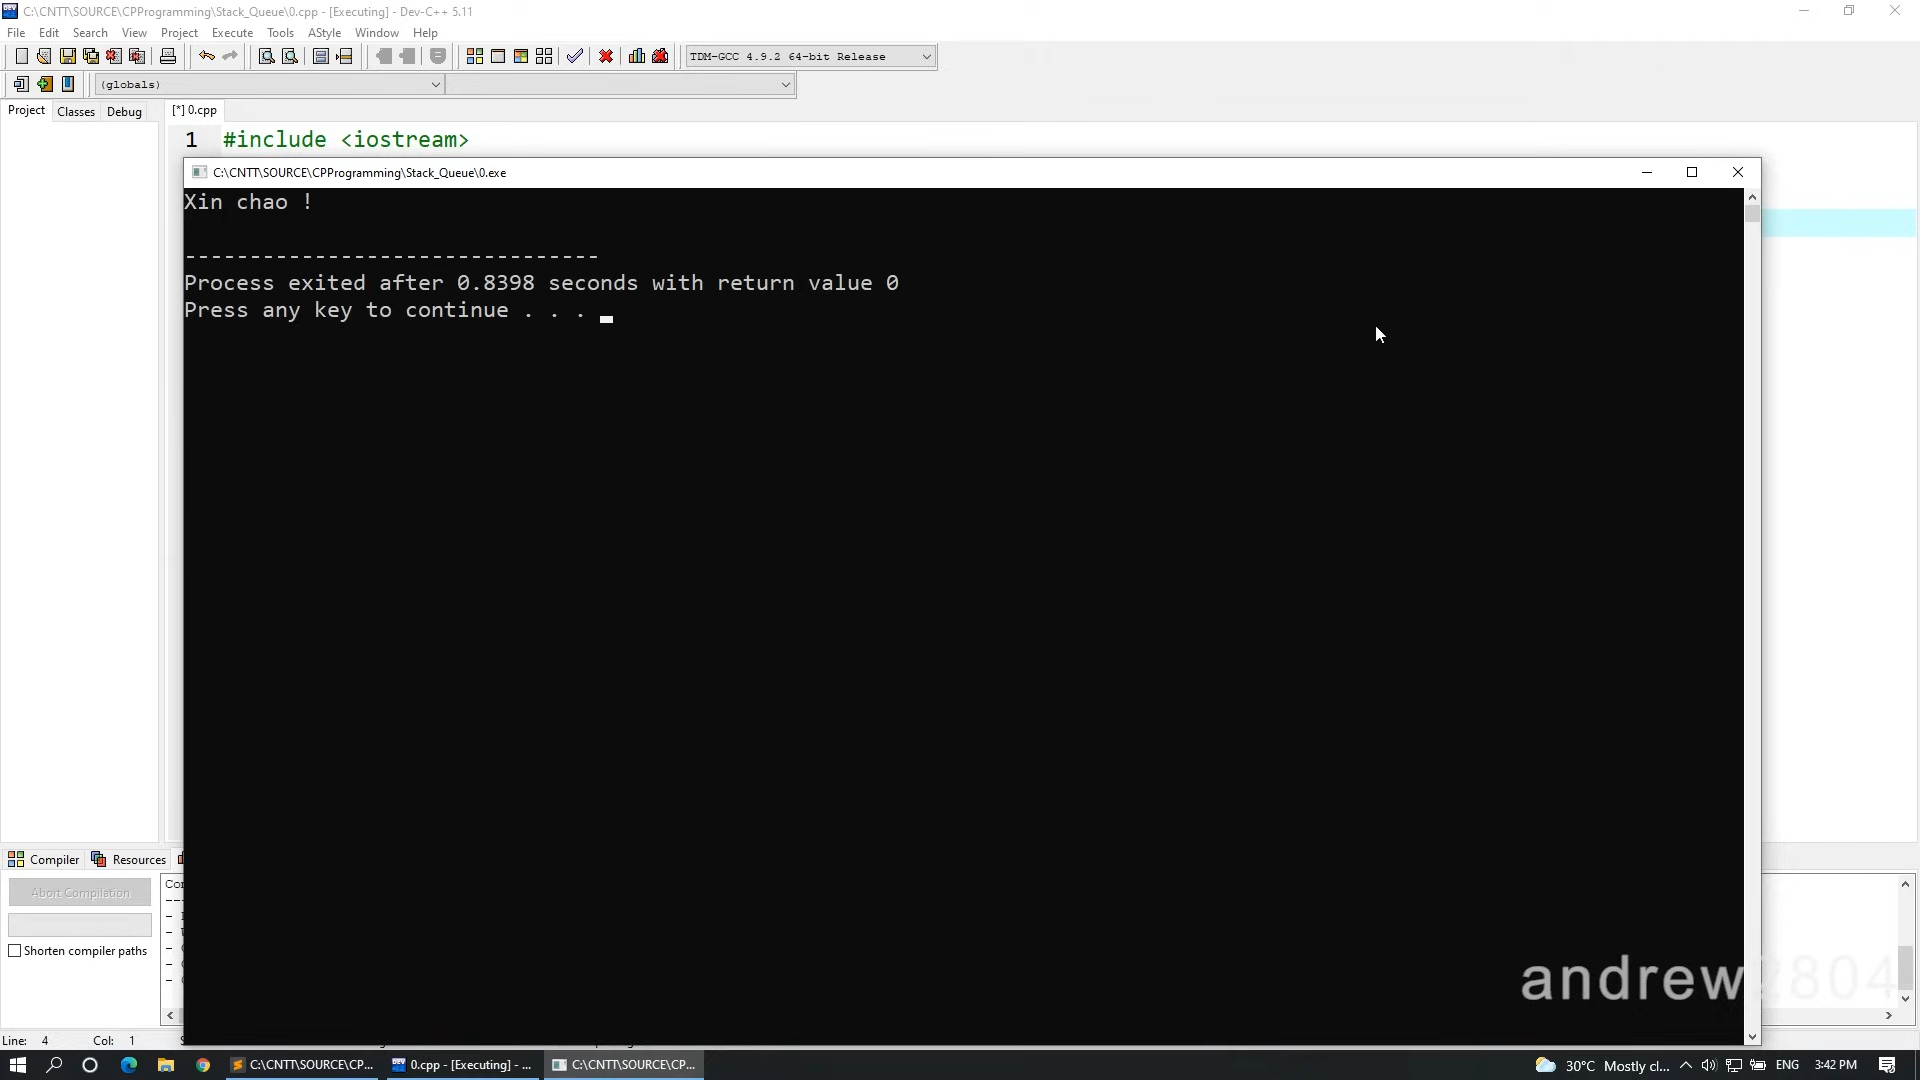 C:\CNTT\SOURCE\CPProgramming\Stack_Queue\0.cpp - [Executing] - Dev-C++ 5.11
File Edit Search View Project Execute Tools AStyle Window Help
TDM-GCC 4.9.2 64-bit Release
(globals)
Project Classes Debug [*] 0.cpp
1 #include <iostream>
C:\CNTT\SOURCE\CPProgramming\Stack_Queue\0.exe
Xin chao !
--------------------------------
Process exited after 0.8398 seconds with return value 0
Press any key to continue . . .
Compiler Resources
Abort Compilation
Shorten compiler paths
andrew2804
Line: 4 Col: 1
C:\CNTT\SOURCE\CP... 0.cpp - [Executing] - ... C:\CNTT\SOURCE\CP... 30°C Mostly cl... ENG 3:42 PM